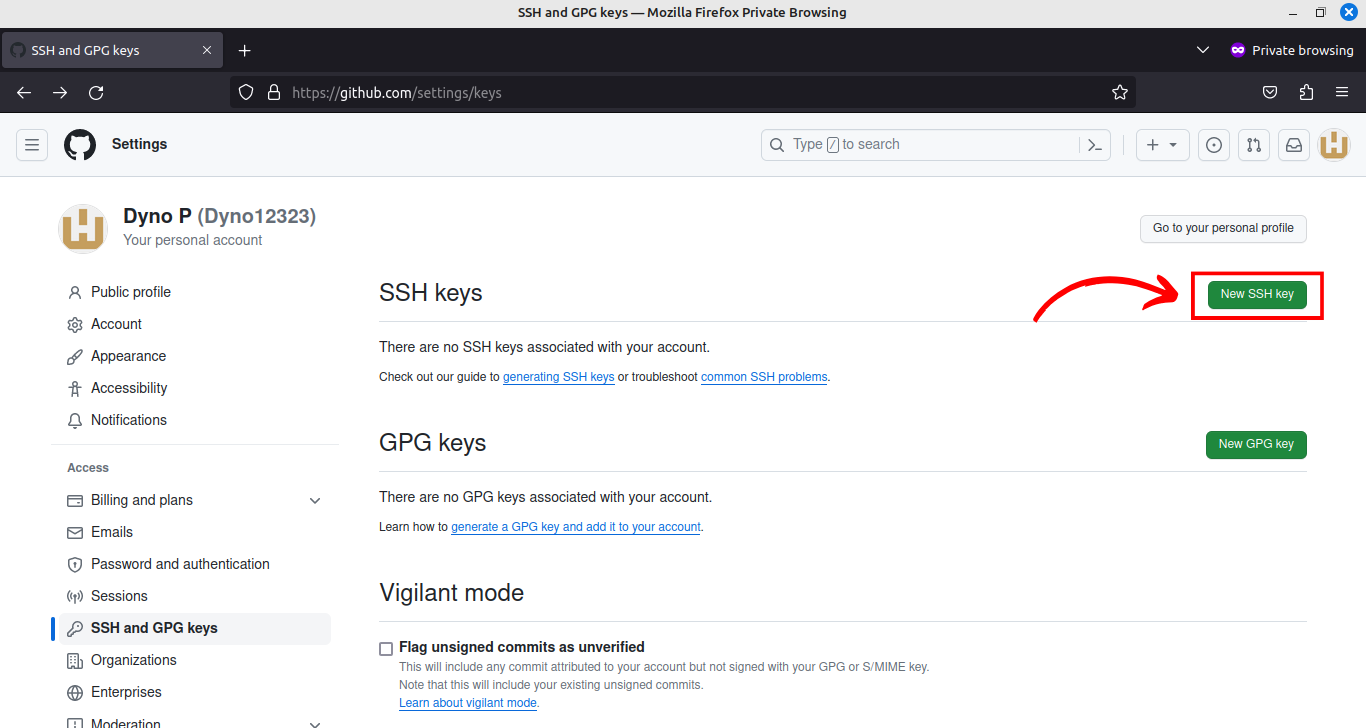 SSH and GPG keys — Mozilla Firefox Private Browsing
SSH and GPG keys
Private browsing
https://github.com/settings/keys
Settings
Type / to search
Dyno P (Dyno12323)
Your personal account
Go to your personal profile
Public profile
Account
Appearance
Accessibility
Notifications
Access
Billing and plans
Emails
Password and authentication
Sessions
SSH and GPG keys
Organizations
Enterprises
Moderation
SSH keys
New SSH key
There are no SSH keys associated with your account.
Check out our guide to generating SSH keys or troubleshoot common SSH problems.
GPG keys
New GPG key
There are no GPG keys associated with your account.
Learn how to generate a GPG key and add it to your account.
Vigilant mode
Flag unsigned commits as unverified
This will include any commit attributed to your account but not signed with your GPG or S/MIME key.
Note that this will include your existing unsigned commits.
Learn about vigilant mode.